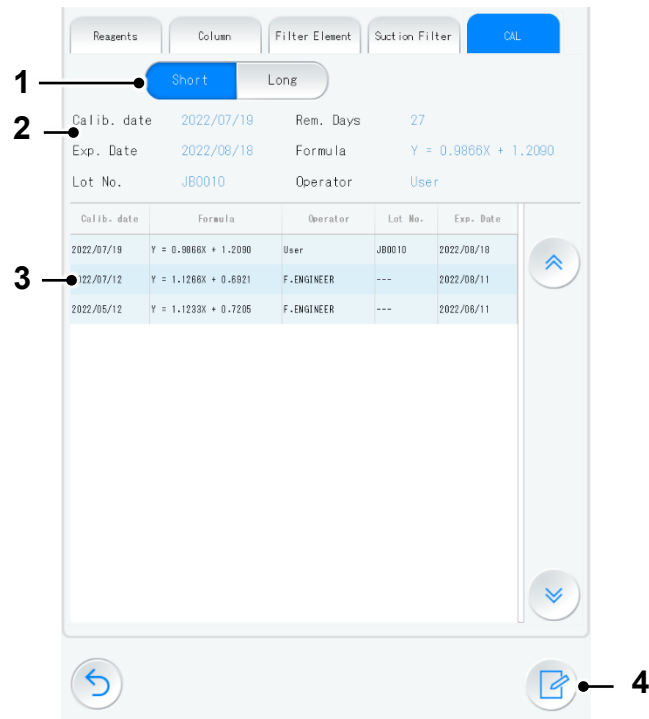 Reagents Column Filter Element Suction Filter CAL
1 Short Long
2 Calib. date 2022/07/19 Rem. Days 27
Exp. Date 2022/08/18 Formula Y = 0.9866X + 1.2090
Lot No. JB0010 Operator User
Calib. date Formula Operator Lot No. Exp. Date
2022/07/19 Y = 0.9866X + 1.2090 User JB0010 2022/08/18
3 022/07/12 Y = 1.1266X + 0.6921 F.ENGINEER --- 2022/08/11
2022/05/12 Y = 1.1233X + 0.7205 F.ENGINEER --- 2022/06/11
4